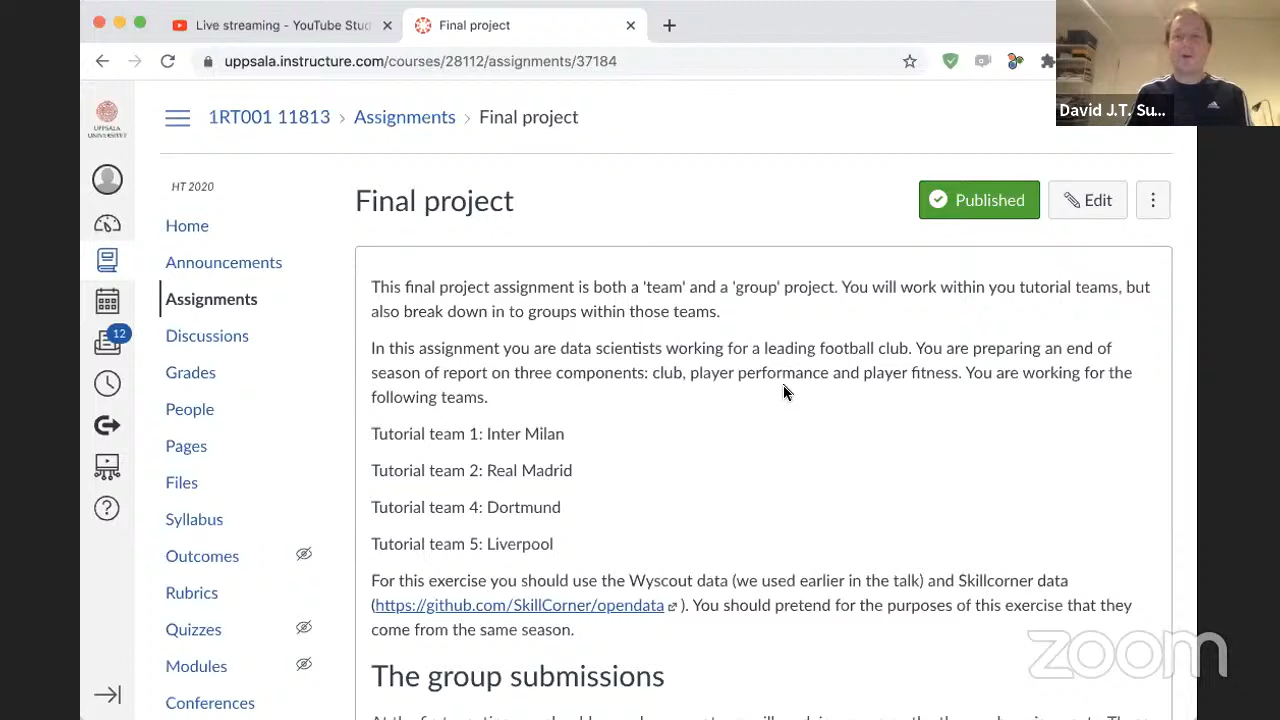 Live streaming - YouTube Stud
Final project
uppsala.instructure.com/courses/28112/assignments/37184
David J.T. Su...
UPPSALA
UNIVERSITET
1RT001 11813 > Assignments > Final project
HT 2020
Home
Announcements
Assignments
Discussions
Grades
People
Pages
Files
Syllabus
Outcomes
Rubrics
Quizzes
Modules
Conferences
12
Final project
Published
Edit
This final project assignment is both a 'team' and a 'group' project. You will work within you tutorial teams, but
also break down in to groups within those teams.
In this assignment you are data scientists working for a leading football club. You are preparing an end of
season of report on three components: club, player performance and player fitness. You are working for the
following teams.
Tutorial team 1: Inter Milan
Tutorial team 2: Real Madrid
Tutorial team 4: Dortmund
Tutorial team 5: Liverpool
For this exercise you should use the Wyscout data (we used earlier in the talk) and Skillcorner data
(https://github.com/SkillCorner/opendata ). You should pretend for the purposes of this exercise that they
come from the same season.
The group submissions
zoom